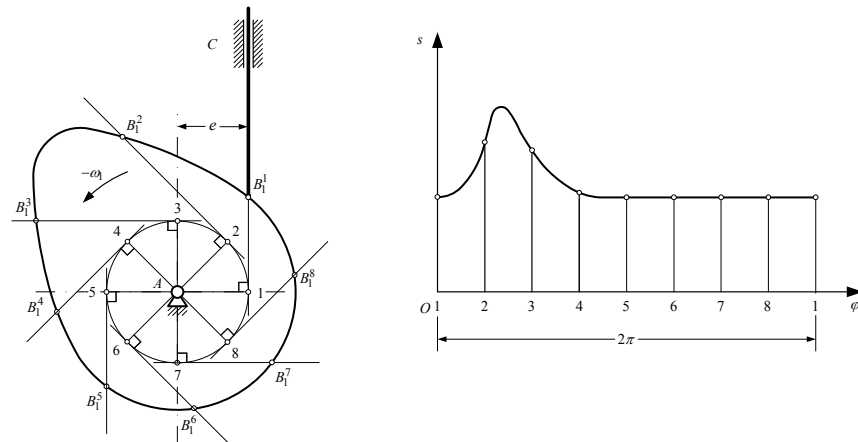 C
e
B₁²
B₁¹
−ω₁
B₁³
3
4
2
A
B₁⁸
5
1
B₁⁴
6
8
7
B₁⁵
B₁⁷
B₁⁶
s
O
1 2 3 4 5 6 7 8 1
φ
2π